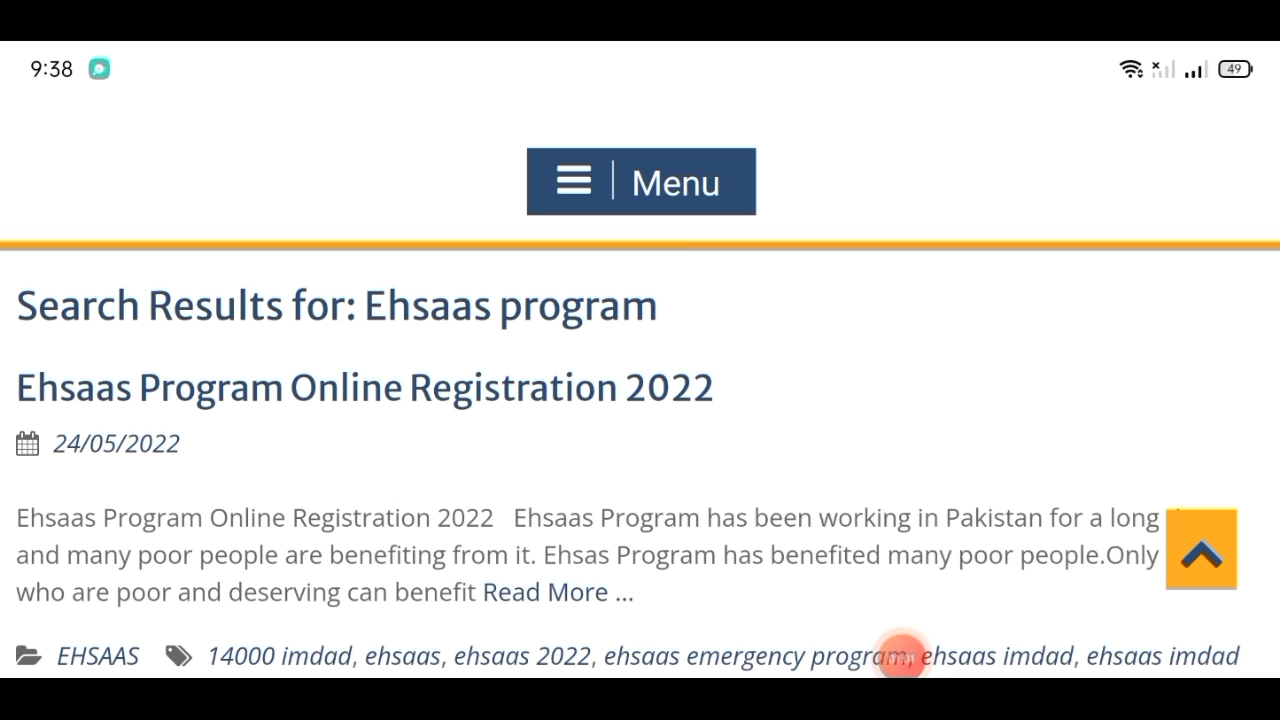 9:38
49
Menu
Search Results for: Ehsaas program
Ehsaas Program Online Registration 2022
24/05/2022
Ehsaas Program Online Registration 2022 Ehsaas Program has been working in Pakistan for a long
and many poor people are benefiting from it. Ehsas Program has benefited many poor people.Only
who are poor and deserving can benefit Read More ...
EHSAAS 14000 imdad, ehsaas, ehsaas 2022, ehsaas emergency program, ehsaas imdad, ehsaas imdad